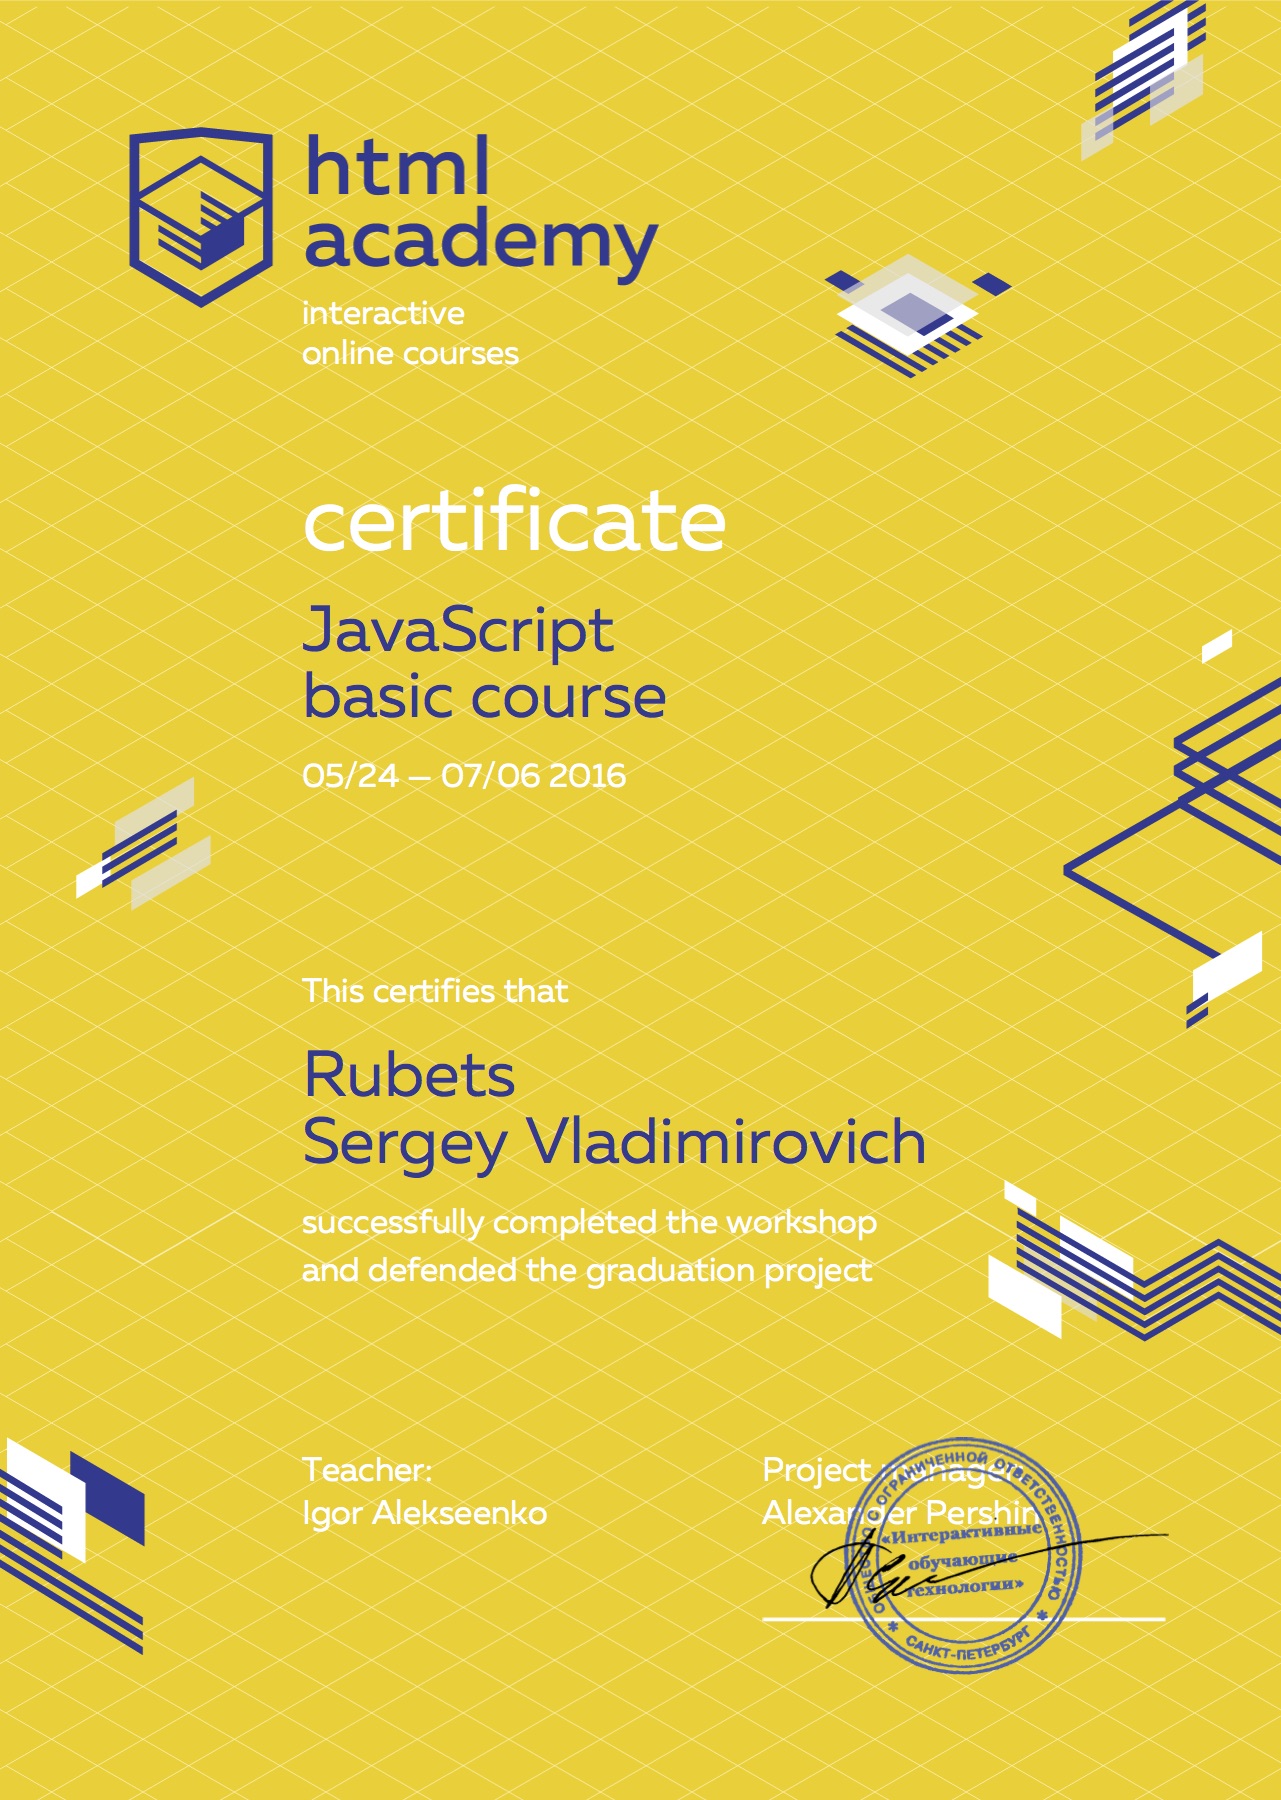 html
academy
interactive
online courses
certificate
JavaScript
basic course
05/24 — 07/06 2016
This certifies that
Rubets
Sergey Vladimirovich
successfully completed the workshop
and defended the graduation project
Teacher:
Igor Alekseenko
Project manager
Alexander Pershin
ОБЩЕСТВО С ОГРАНИЧЕННОЙ ОТВЕТСТВЕННОСТЬЮ
«Интерактивные
обучающие
технологии»
* САНКТ-ПЕТЕРБУРГ *